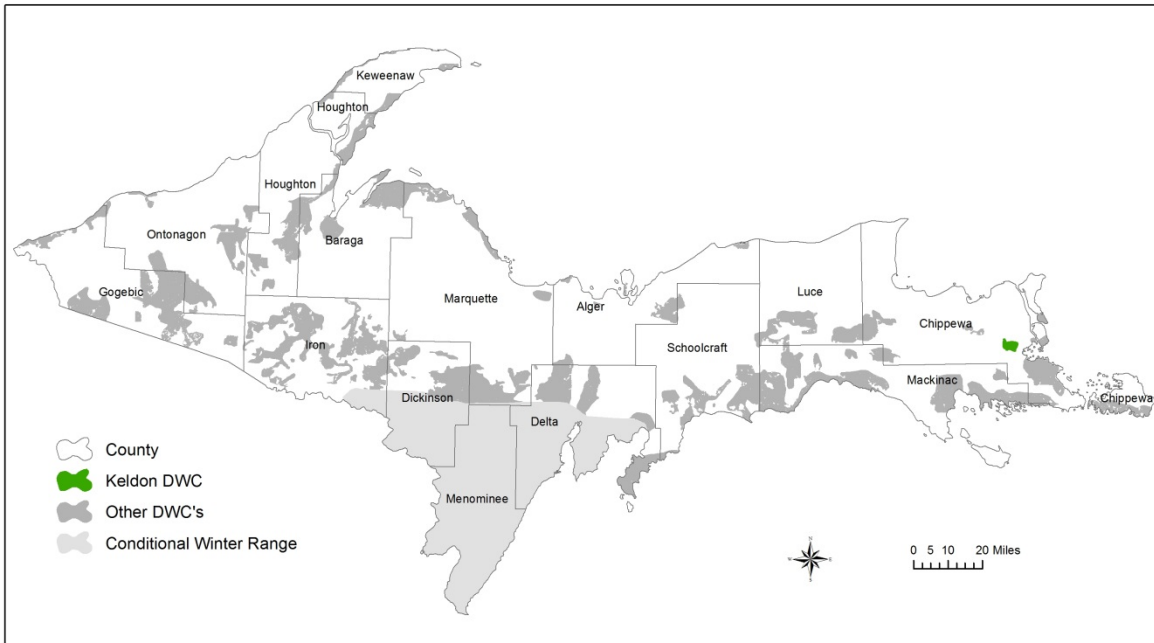 Keweenaw
Houghton
Houghton
Ontonagon
Baraga
Gogebic
Marquette
Alger
Luce
Chippewa
Iron
Schoolcraft
Mackinac
Chippewa
Dickinson
Delta
Menominee
County
Keldon DWC
Other DWC's
Conditional Winter Range
N
W E
S
0 5 10 20 Miles